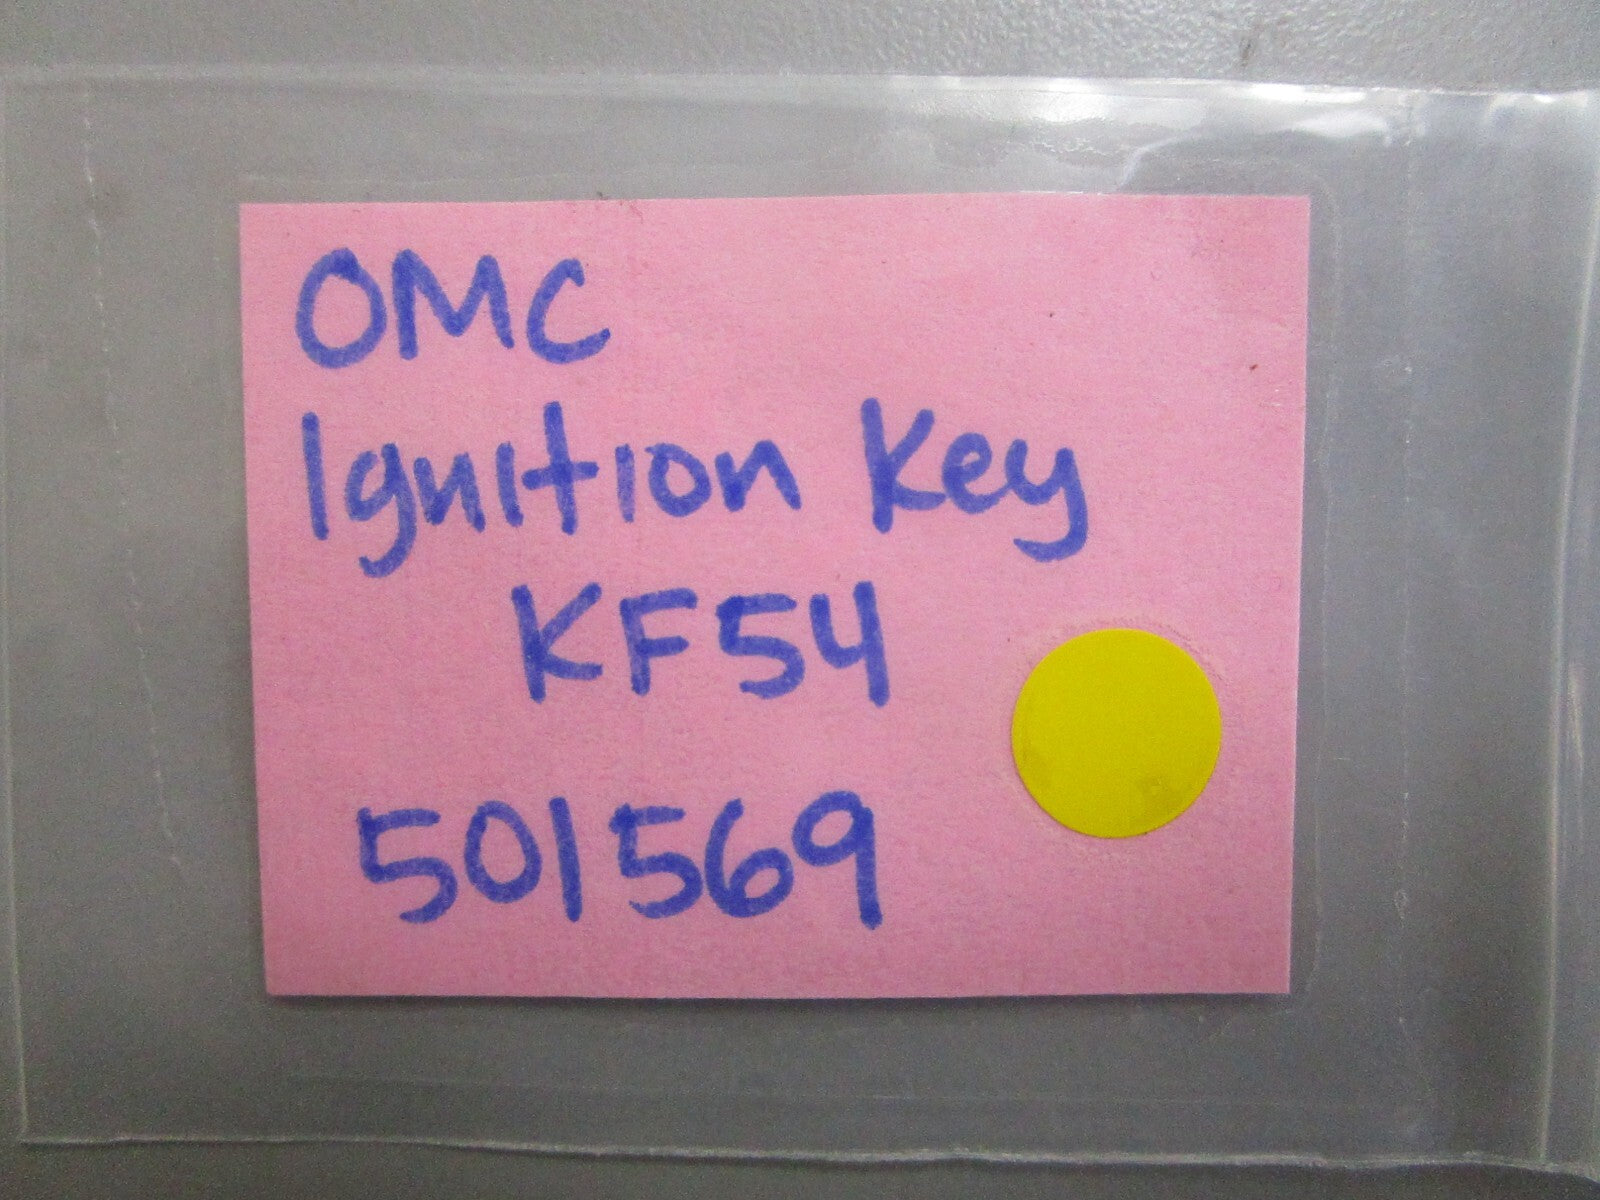 OMC
Ignition Key
KF54
501569